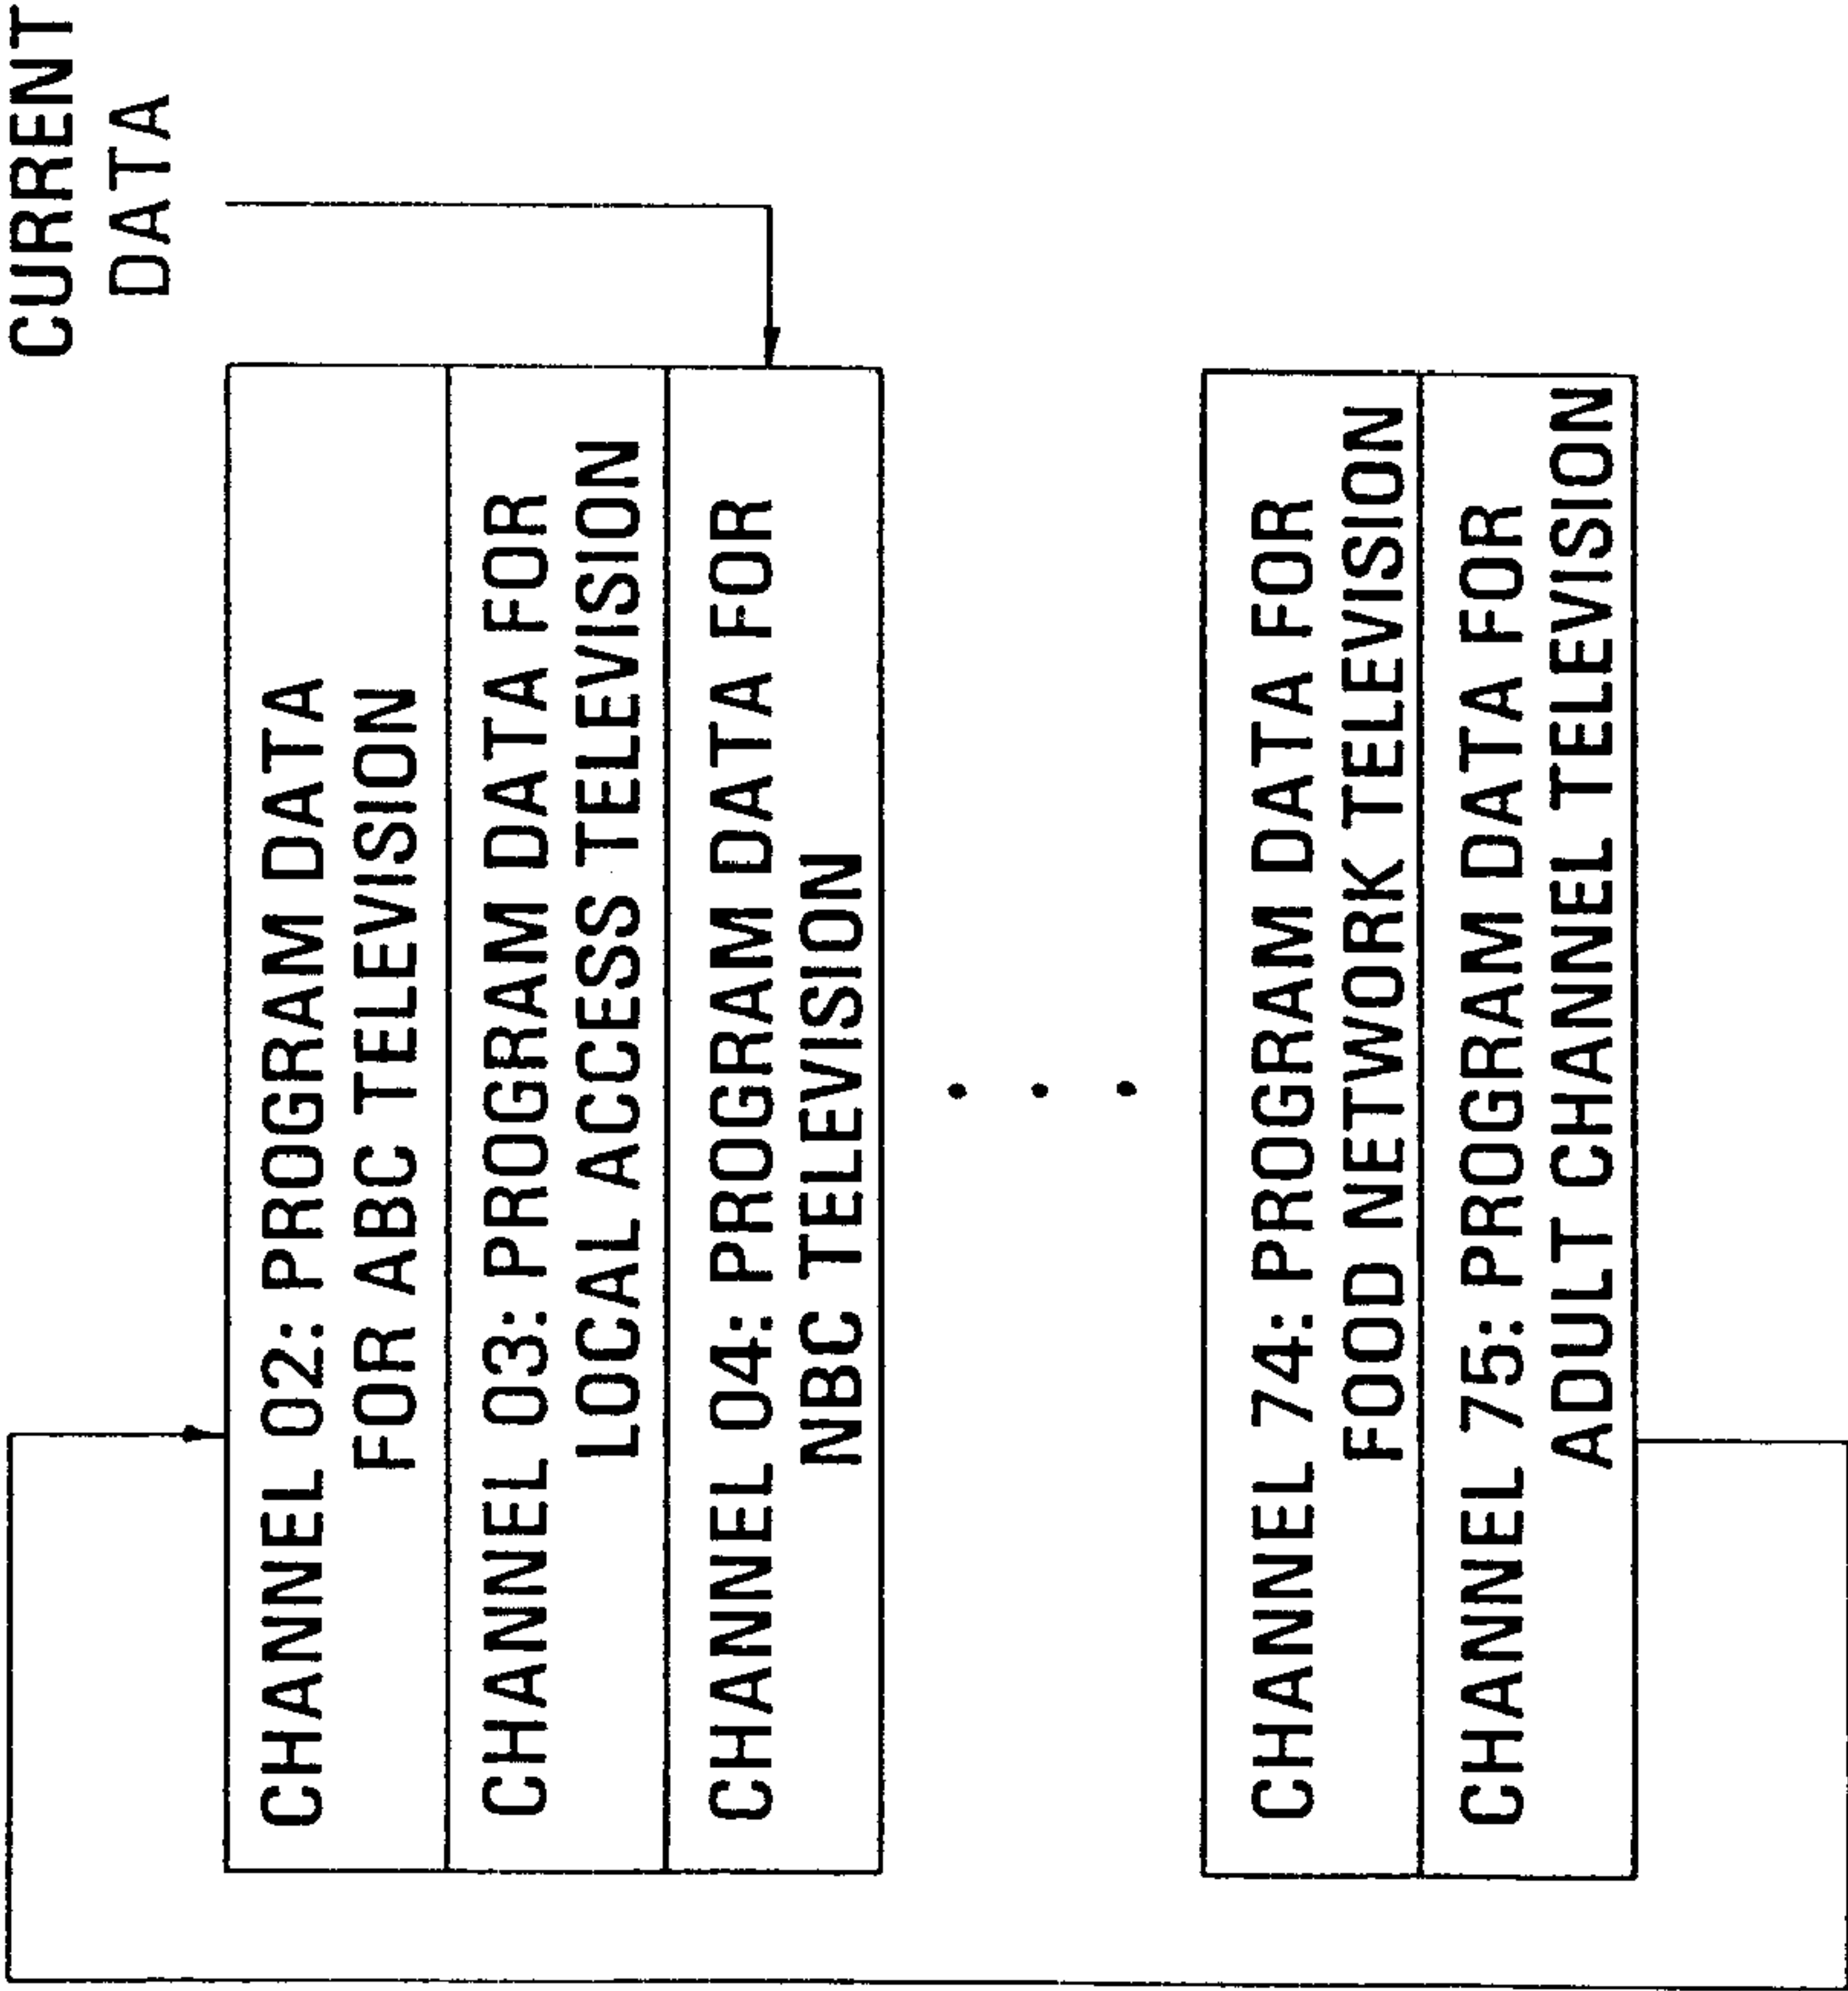 CURRENT
DATA
CHANNEL 02: PROGRAM DATA
FOR ABC TELEVISION
CHANNEL 03: PROGRAM DATA FOR
LOCAL ACCESS TELEVISION
CHANNEL 04: PROGRAM DATA FOR
NBC TELEVISION
CHANNEL 74: PROGRAM DATA FOR
FOOD NETWORK TELEVISION
CHANNEL 75: PROGRAM DATA FOR
ADULT CHANNEL TELEVISION